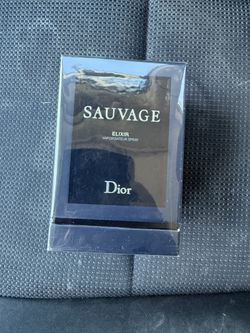 SAUVAGE
ELIXIR
VAPORISATEUR SPRAY
Dior